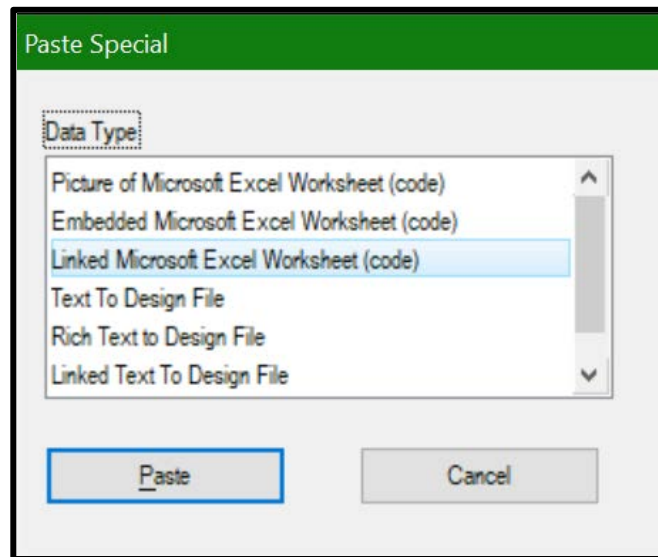 Paste Special
Data Type
Picture of Microsoft Excel Worksheet (code)
Embedded Microsoft Excel Worksheet (code)
Linked Microsoft Excel Worksheet (code)
Text To Design File
Rich Text to Design File
Linked Text To Design File
Paste
Cancel